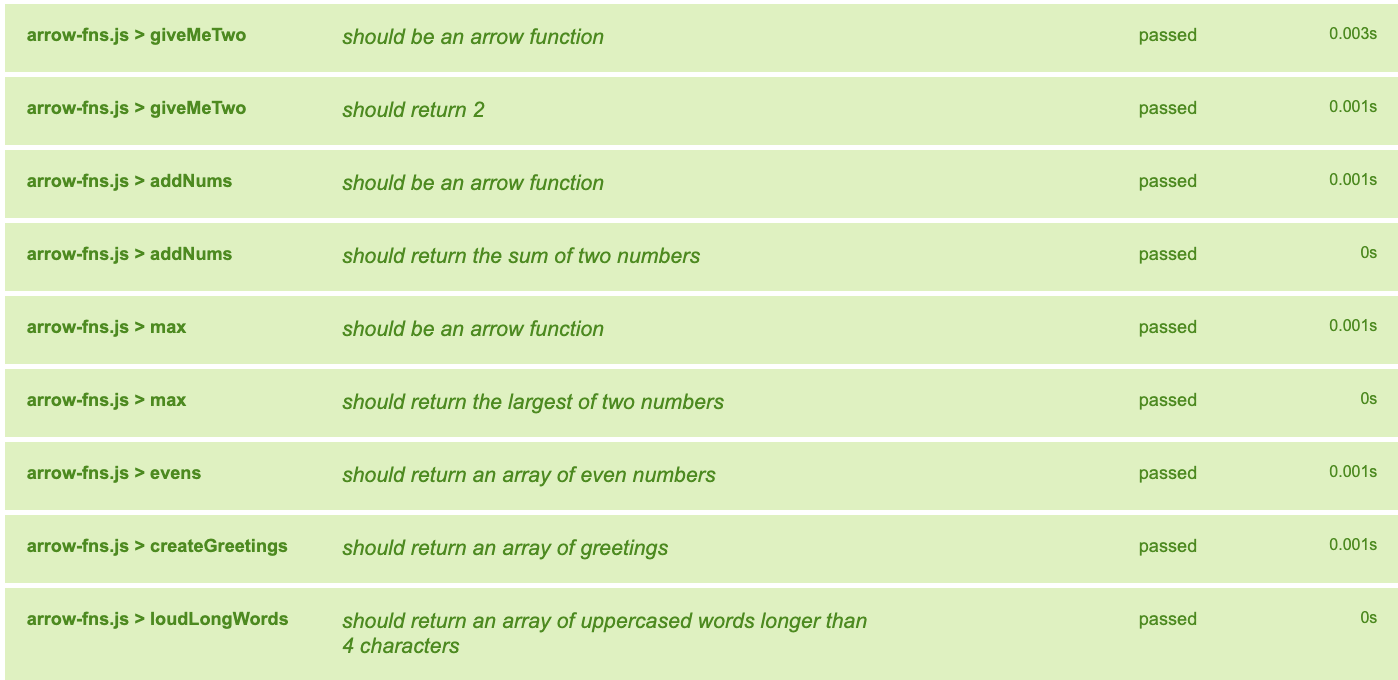 arrow-fns.js > giveMeTwo should be an arrow function passed 0.003s
arrow-fns.js > giveMeTwo should return 2 passed 0.001s
arrow-fns.js > addNums should be an arrow function passed 0.001s
arrow-fns.js > addNums should return the sum of two numbers passed 0s
arrow-fns.js > max should be an arrow function passed 0.001s
arrow-fns.js > max should return the largest of two numbers passed 0s
arrow-fns.js > evens should return an array of even numbers passed 0.001s
arrow-fns.js > createGreetings should return an array of greetings passed 0.001s
arrow-fns.js > loudLongWords should return an array of uppercased words longer than passed 0s
4 characters